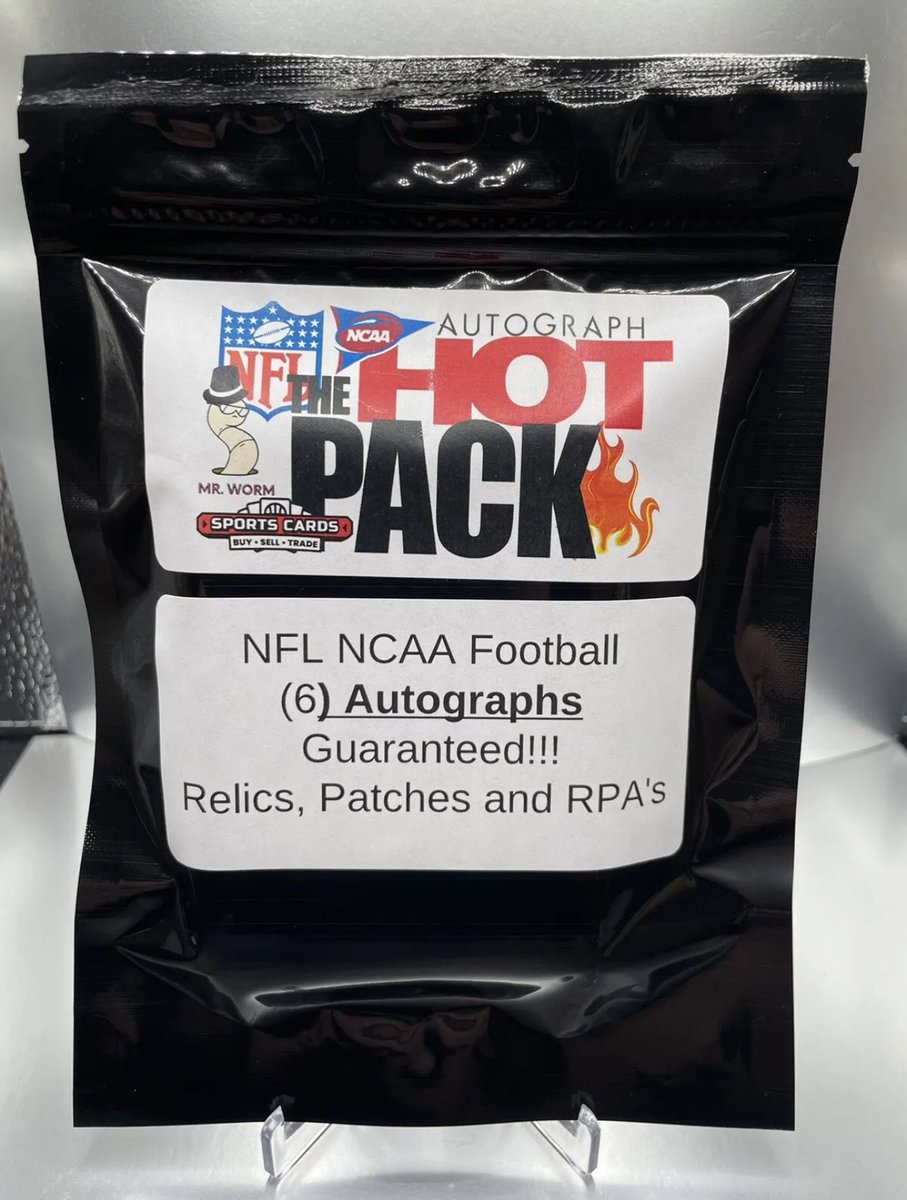 NFL
NCAA
AUTOGRAPH
THE HOT
PACK
MR. WORM
SPORTS CARDS
BUY • SELL • TRADE
NFL NCAA Football
(6) Autographs
Guaranteed!!!
Relics, Patches and RPA's